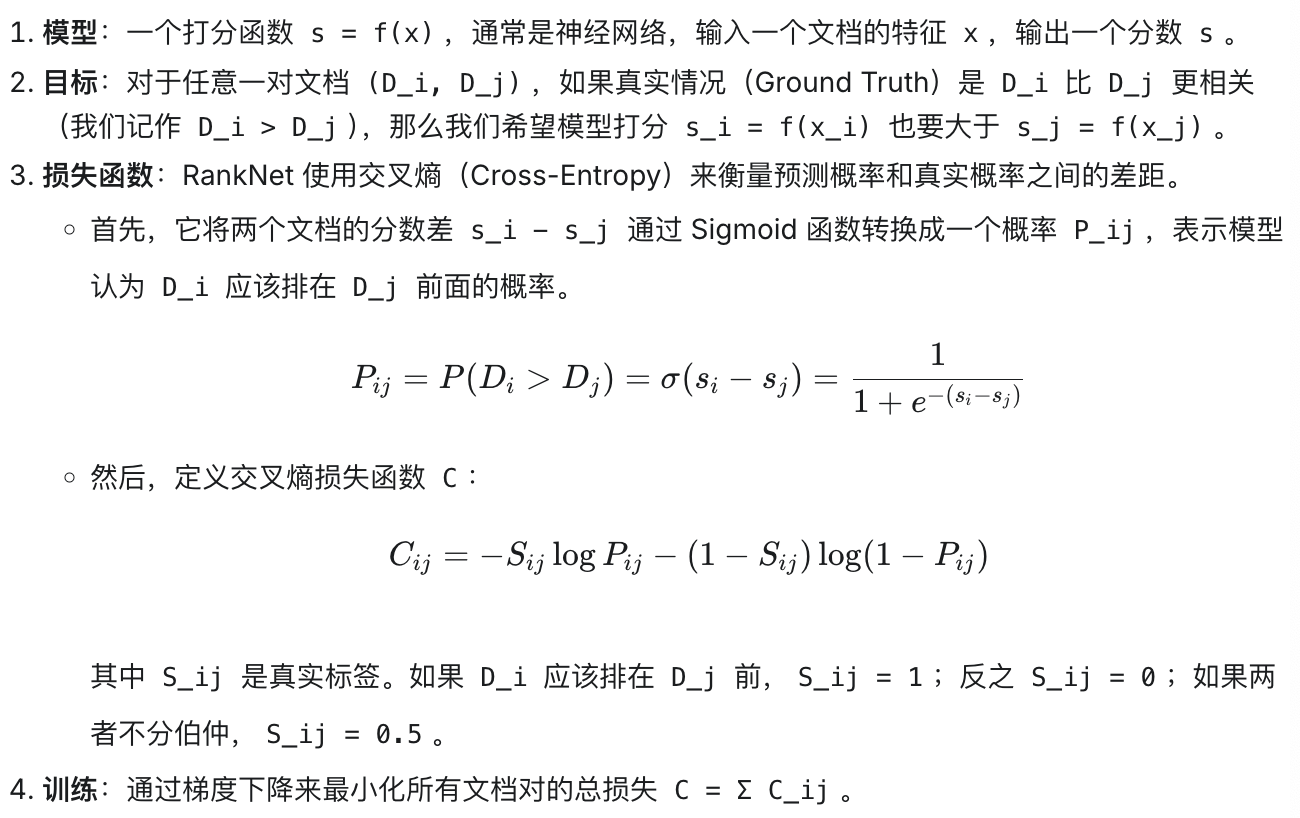 1. 模型：一个打分函数 s = f(x)，通常是神经网络，输入一个文档的特征 x，输出一个分数 s。
2. 目标：对于任意一对文档 (D_i, D_j)，如果真实情况（Ground Truth）是 D_i 比 D_j 更相关
（我们记作 D_i > D_j），那么我们希望模型打分 s_i = f(x_i) 也要大于 s_j = f(x_j)。
3. 损失函数：RankNet 使用交叉熵（Cross-Entropy）来衡量预测概率和真实概率之间的差距。
○ 首先，它将两个文档的分数差 s_i - s_j 通过 Sigmoid 函数转换成一个概率 P_ij，表示模型
认为 D_i 应该排在 D_j 前面的概率。
$P_{ij} = P(D_i > D_j) = \sigma(s_i - s_j) = \frac{1}{1 + e^{-(s_i - s_j)}}$
○ 然后，定义交叉熵损失函数 C：
$C_{ij} = -S_{ij} \log P_{ij} - (1 - S_{ij}) \log(1 - P_{ij})$
其中 S_ij 是真实标签。如果 D_i 应该排在 D_j 前， S_ij = 1；反之 S_ij = 0；如果两
者不分伯仲， S_ij = 0.5。
4. 训练：通过梯度下降来最小化所有文档对的总损失 C = Σ C_ij。